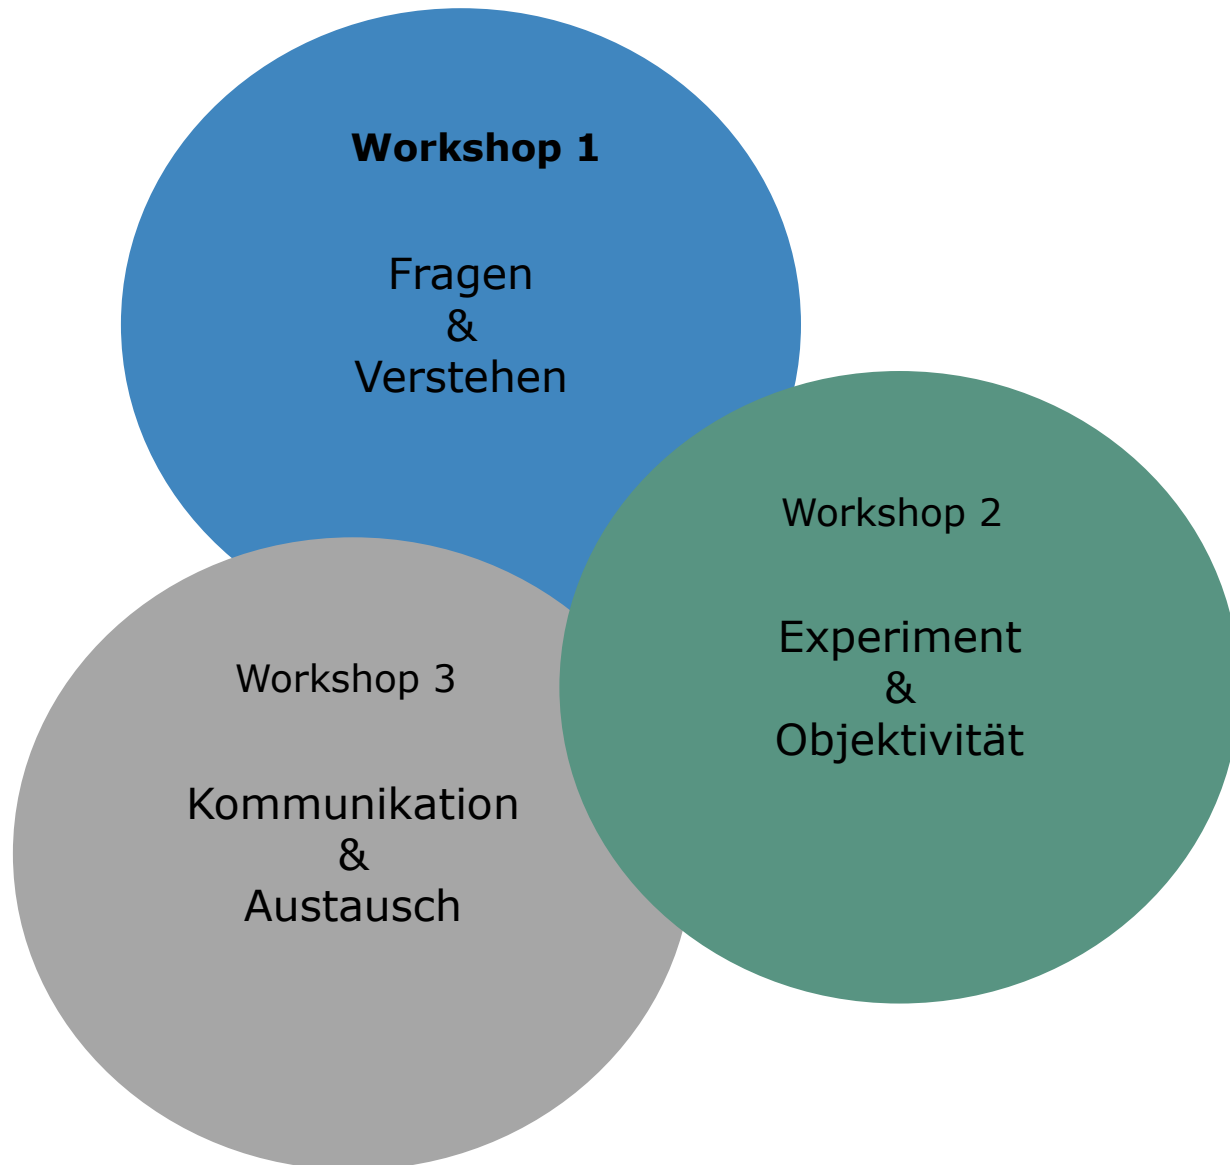 Workshop 1
Fragen
&
Verstehen
Workshop 2
Experiment
&
Objektivität
Workshop 3
Kommunikation
&
Austausch